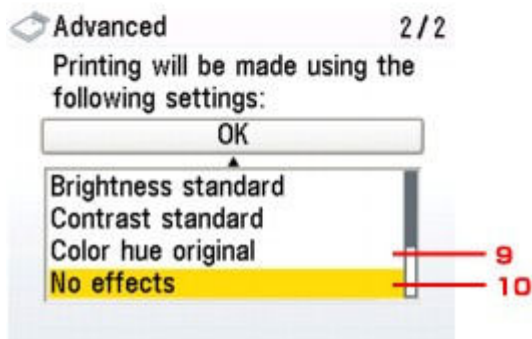 Advanced 2/2
Printing will be made using the
following settings:
OK
Brightness standard
Contrast standard
Color hue original 9
No effects 10